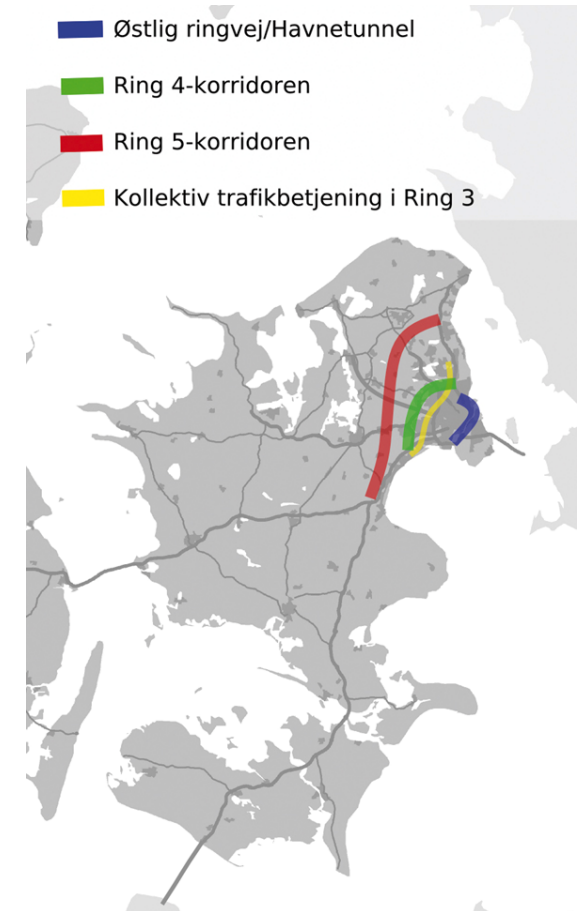 Østlig ringvej/Havnetunnel
Ring 4-korridoren
Ring 5-korridoren
Kollektiv trafikbetjening i Ring 3